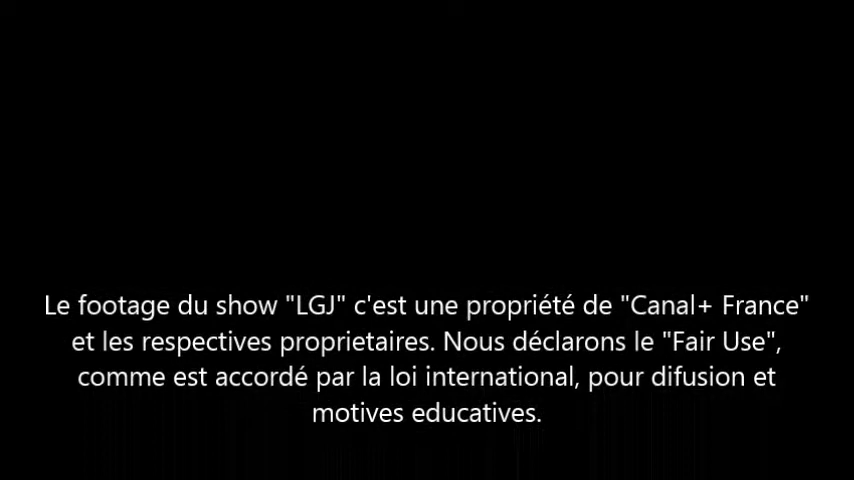 Le footage du show "LGJ" c'est une propriété de "Canal+ France"
et les respectives proprietaires. Nous déclarons le "Fair Use",
comme est accordé par la loi international, pour difusion et
motives educatives.